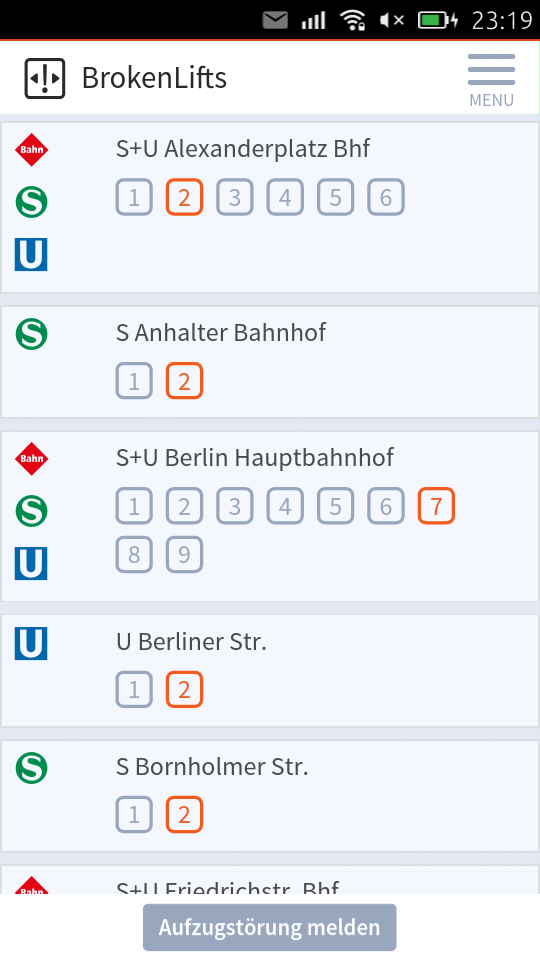 23:19
BrokenLifts
MENU
Bahn
S+U Alexanderplatz Bhf
S
1 2 3 4 5 6
U
S
S Anhalter Bahnhof
1 2
Bahn
S+U Berlin Hauptbahnhof
S
1 2 3 4 5 6 7
U
8 9
U
U Berliner Str.
1 2
S
S Bornholmer Str.
1 2
Bahn
S+U Friedrichstr. Bhf
Aufzugstörung melden